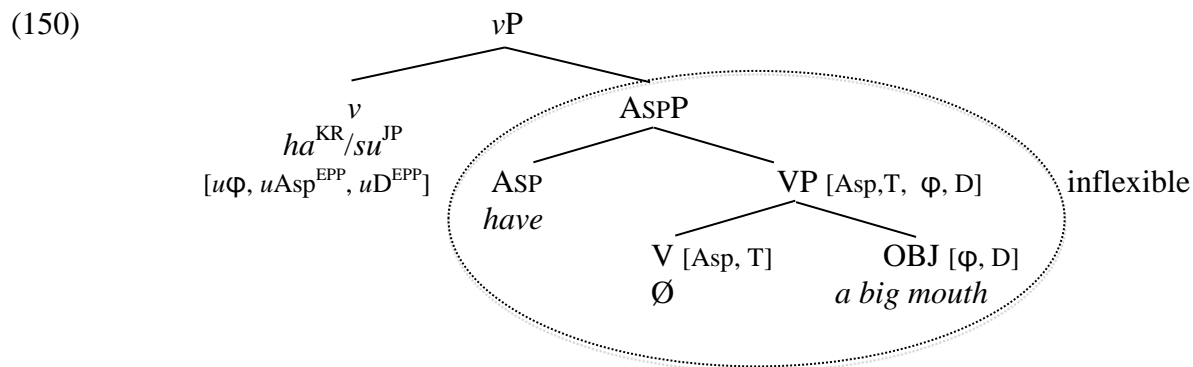 (150) vP
v AspP
ha^KR/su^JP
[uφ, uAsp^EPP, uD^EPP] Asp VP [Asp,T, φ, D] inflexible
have
V [Asp, T] OBJ [φ, D]
Ø a big mouth